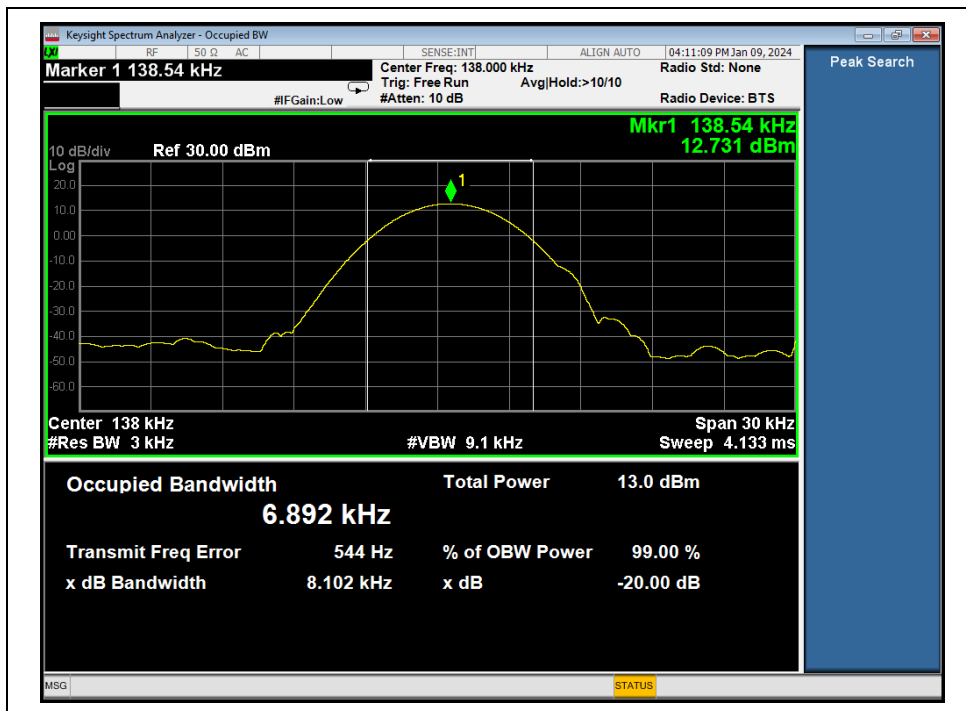 Keysight Spectrum Analyzer - Occupied BW
LXI RF 50 Ω AC SENSE:INT ALIGN AUTO 04:11:09 PM Jan 09, 2024
Marker 1 138.54 kHz
Center Freq: 138.000 kHz Radio Std: None
Trig: Free Run Avg|Hold:>10/10
#IFGain:Low #Atten: 10 dB Radio Device: BTS
Peak Search
Mkr1 138.54 kHz
12.731 dBm
10 dB/div Ref 30.00 dBm
Log
20.0
1
10.0
0.00
-10.0
-20.0
-30.0
-40.0
-50.0
-60.0
Center 138 kHz Span 30 kHz
#Res BW 3 kHz #VBW 9.1 kHz Sweep 4.133 ms
Occupied Bandwidth Total Power 13.0 dBm
6.892 kHz
Transmit Freq Error 544 Hz % of OBW Power 99.00 %
x dB Bandwidth 8.102 kHz x dB -20.00 dB
MSG STATUS